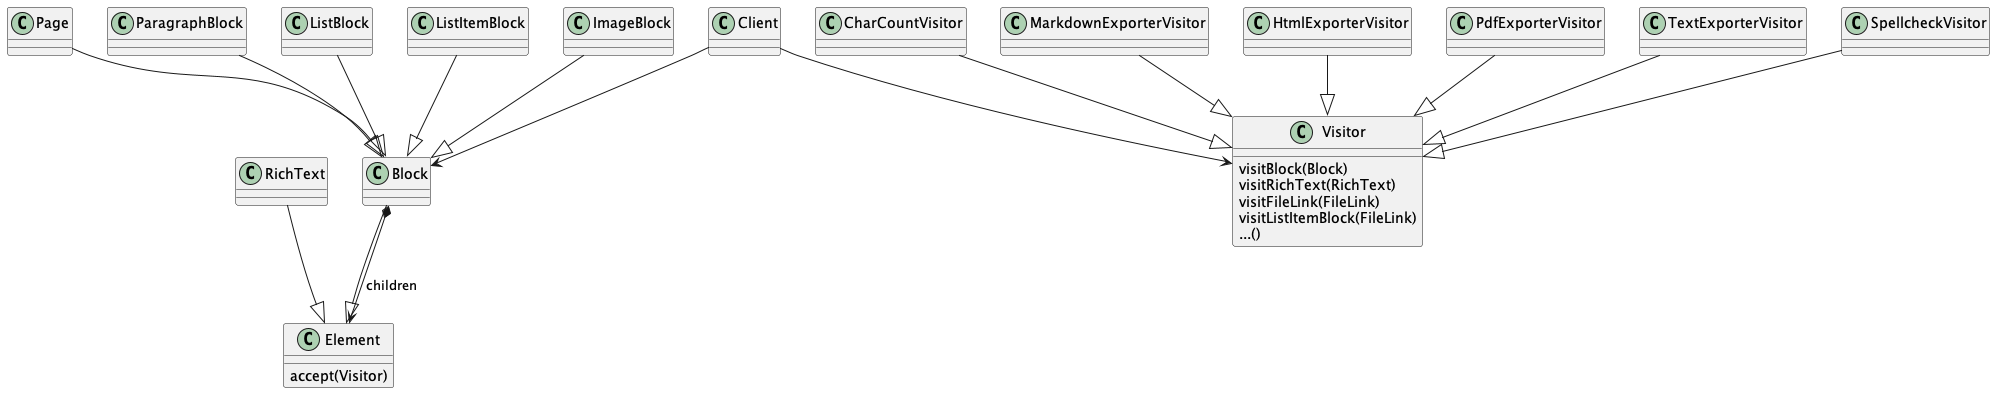 C Page
C ParagraphBlock
C ListBlock
C ListItemBlock
C ImageBlock
C Client
C CharCountVisitor
C MarkdownExporterVisitor
C HtmlExporterVisitor
C PdfExporterVisitor
C TextExporterVisitor
C SpellcheckVisitor
C Visitor
visitBlock(Block)
visitRichText(RichText)
visitFileLink(FileLink)
visitListItemBlock(FileLink)
...()
C RichText
C Block
children
C Element
accept(Visitor)